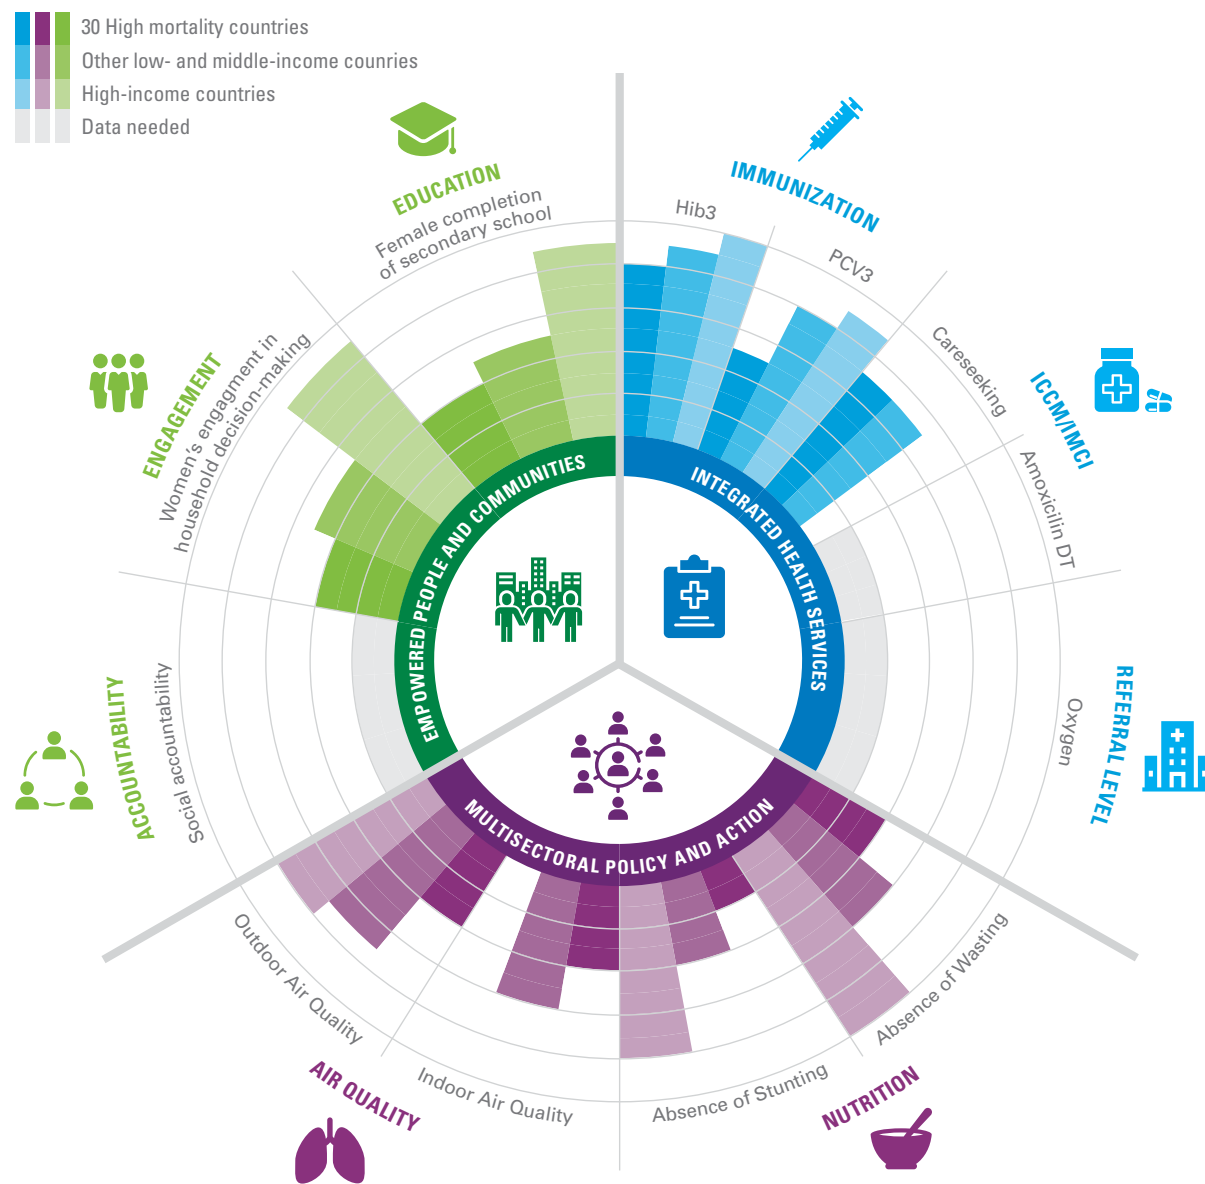 30 High mortality countries
Other low- and middle-income counries
High-income countries
Data needed
EDUCATION
Female completion
of secondary school
IMMUNIZATION
Hib3
PCV3
ICCM/IMCI
Careseeking
Amoxicilin DT
REFERRAL LEVEL
Oxygen
ENGAGEMENT
Women's engagment in
household decision-making
ACCOUNTABILITY
Social accountability
EMPOWERED PEOPLE AND COMMUNITIES
INTEGRATED HEALTH SERVICES
MULTISECTORAL POLICY AND ACTION
Outdoor Air Quality
Indoor Air Quality
AIR QUALITY
Absence of Stunting
Absence of Wasting
NUTRITION